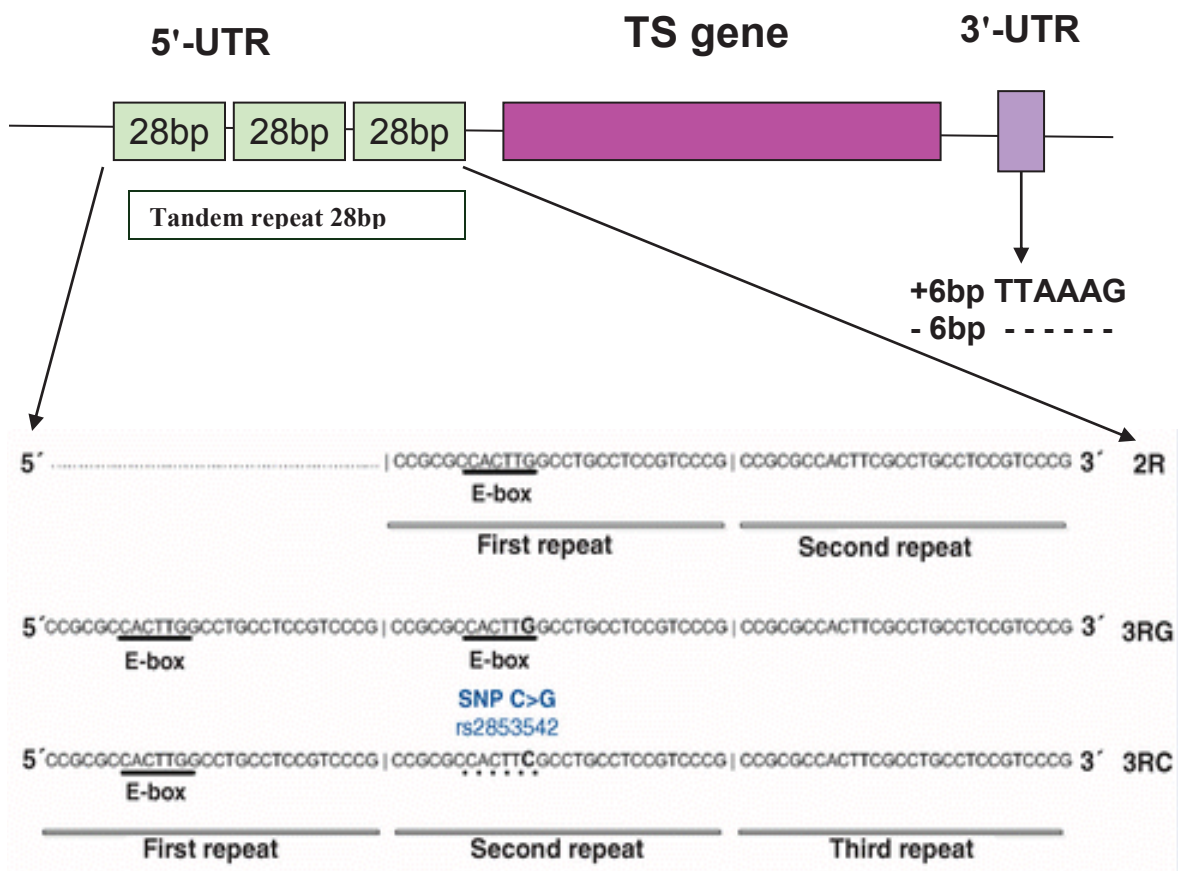 5'-UTR TS gene 3'-UTR
28bp 28bp 28bp
Tandem repeat 28bp
+6bp TTAAAG
- 6bp - - - - - -
5´ ...... |CCGCGCCACTTGGCCTGCCTCCGTCCCG|CCGCGCCACTTCGCCTGCCTCCGTCCCG 3´ 2R
E-box
First repeat Second repeat
5´CCGCGCCACTTGGCCTGCCTCCGTCCCG|CCGCGCCACTTGGCCTGCCTCCGTCCCG|CCGCGCCACTTCGCCTGCCTCCGTCCCG 3´ 3RG
E-box E-box
SNP C>G
rs2853542
5´CCGCGCCACTTGGCCTGCCTCCGTCCCG|CCGCGCCACTTCGCCTGCCTCCGTCCCG|CCGCGCCACTTCGCCTGCCTCCGTCCCG 3´ 3RC
E-box
First repeat Second repeat Third repeat